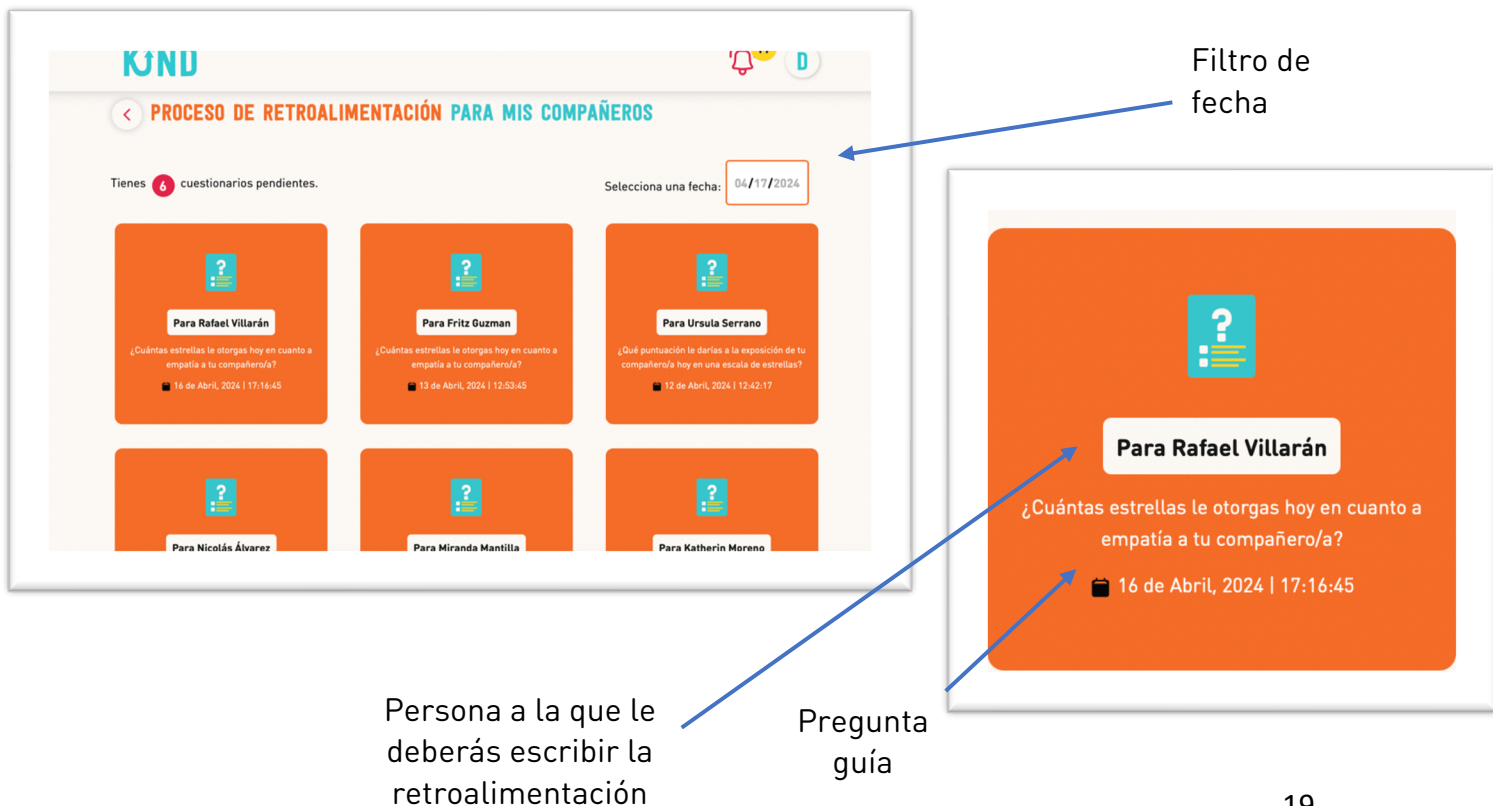 KIND
D
PROCESO DE RETROALIMENTACIÓN PARA MIS COMPAÑEROS
Tienes 6 cuestionarios pendientes.
Selecciona una fecha: 04/17/2024
Para Rafael Villarán
¿Cuántas estrellas le otorgas hoy en cuanto a
empatía a tu compañero/a?
16 de Abril, 2024 | 17:16:45
Para Fritz Guzman
¿Cuántas estrellas le otorgas hoy en cuanto a
empatía a tu compañero/a?
13 de Abril, 2024 | 12:53:45
Para Ursula Serrano
¿Qué puntuación le darías a la exposición de tu
compañero/a hoy en una escala de estrellas?
12 de Abril, 2024 | 12:42:17
Para Nicolás Álvarez
Para Miranda Mantilla
Para Katherin Moreno
Filtro de
fecha
Para Rafael Villarán
¿Cuántas estrellas le otorgas hoy en cuanto a
empatía a tu compañero/a?
16 de Abril, 2024 | 17:16:45
Persona a la que le
deberás escribir la
retroalimentación
Pregunta
guía
19